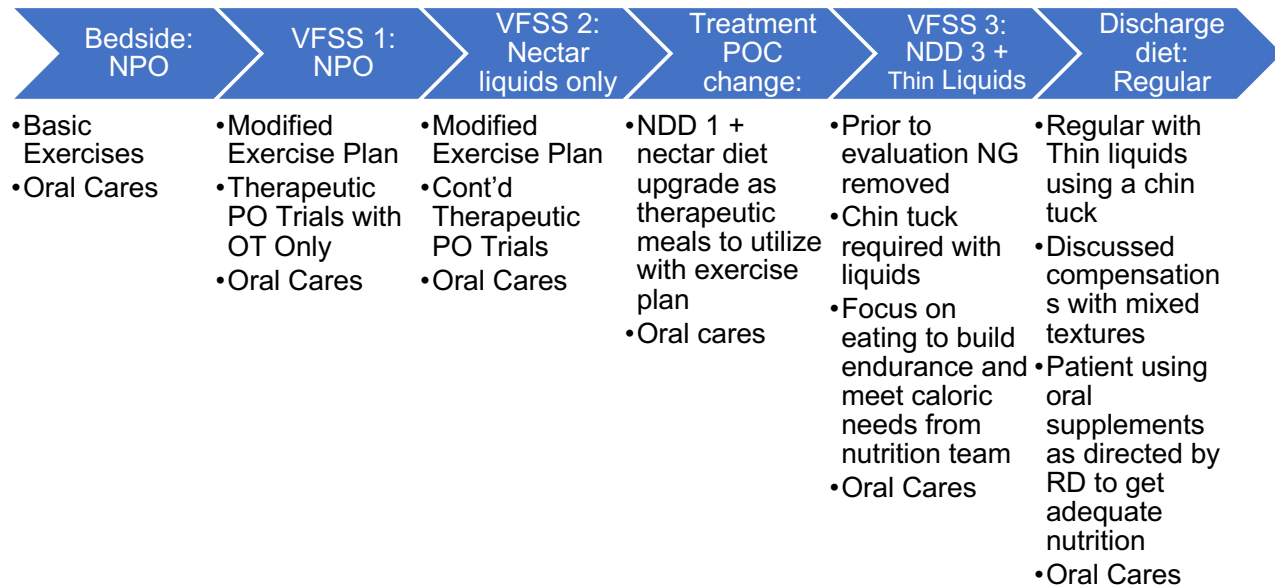 Bedside:
NPO
•Basic
Exercises
•Oral Cares
VFSS 1:
NPO
•Modified
Exercise Plan
•Therapeutic
PO Trials with
OT Only
•Oral Cares
VFSS 2:
Nectar
liquids only
•Modified
Exercise Plan
•Cont’d
Therapeutic
PO Trials
•Oral Cares
Treatment
POC
change:
•NDD 1 +
nectar diet
upgrade as
therapeutic
meals to utilize
with exercise
plan
•Oral cares
VFSS 3:
NDD 3 +
Thin Liquids
•Prior to
evaluation NG
removed
•Chin tuck
required with
liquids
•Focus on
eating to build
endurance and
meet caloric
needs from
nutrition team
•Oral Cares
Discharge
diet:
Regular
•Regular with
Thin liquids
using a chin
tuck
•Discussed
compensation
s with mixed
textures
•Patient using
oral
supplements
as directed by
RD to get
adequate
nutrition
•Oral Cares